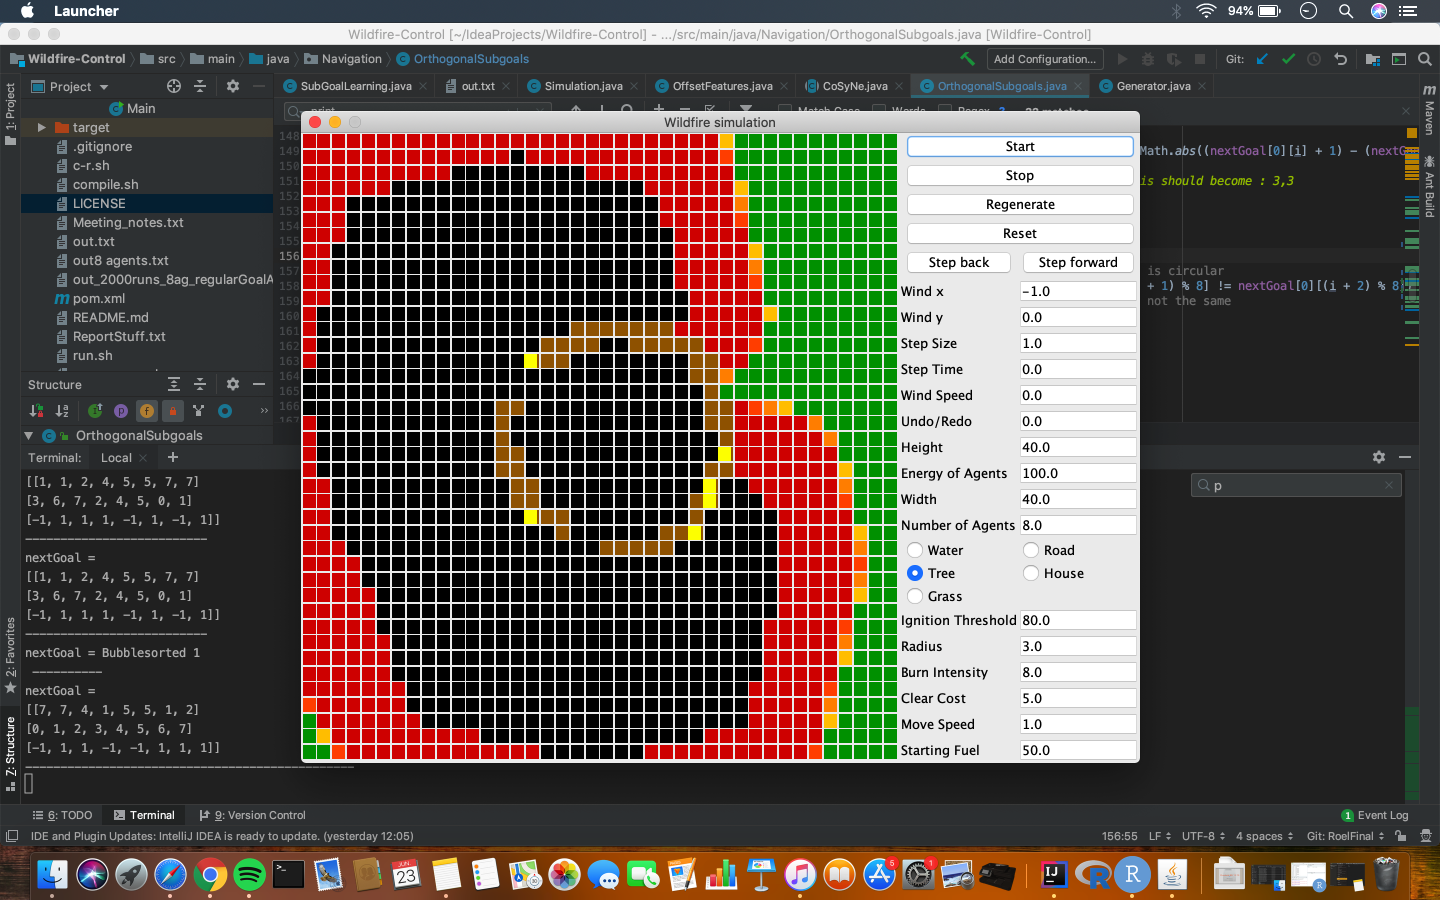 Launcher
94%
Wildfire-Control [~/IdeaProjects/Wildfire-Control] - .../src/main/java/Navigation/OrthogonalSubgoals.java [Wildfire-Control]
Wildfire-Control src main java Navigation OrthogonalSubgoals
Add Configuration...
Git:
Project
SubGoalLearning.java
out.txt
Simulation.java
OffsetFeatures.java
CoSyNe.java
OrthogonalSubgoals.java
Generator.java
1: Project
Main
target
.gitignore
c-r.sh
compile.sh
LICENSE
Meeting_notes.txt
out.txt
out8 agents.txt
out_2000runs_8ag_regularGoalA
pom.xml
README.md
ReportStuff.txt
run.sh
148
149
150
151
152
153
154
155
156
157
158
159
160
161
162
163
164
165
166
Math.abs((nextGoal[0][i] + 1) - (nextG
is should become : 3,3
is circular
+ 1) % 8] != nextGoal[0][(i + 2) % 8]
not the same
Maven
Ant Build
Wildfire simulation
Start
Stop
Regenerate
Reset
Step back Step forward
Wind x -1.0
Wind y 0.0
Step Size 1.0
Step Time 0.0
Wind Speed 0.0
Undo/Redo 0.0
Height 40.0
Energy of Agents 100.0
Width 40.0
Number of Agents 8.0
Water Road
Tree House
Grass
Ignition Threshold 80.0
Radius 3.0
Burn Intensity 8.0
Clear Cost 5.0
Move Speed 1.0
Starting Fuel 50.0
Structure
OrthogonalSubgoals
Terminal: Local
p
2: Favorites
Z: Structure
[[1, 1, 2, 4, 5, 5, 7, 7]
[3, 6, 7, 2, 4, 5, 0, 1]
[-1, 1, 1, 1, -1, 1, -1, 1]]
nextGoal =
[[1, 1, 2, 4, 5, 5, 7, 7]
[3, 6, 7, 2, 4, 5, 0, 1]
[-1, 1, 1, 1, -1, 1, -1, 1]]
nextGoal = Bubblesorted 1
nextGoal =
[[7, 7, 4, 1, 5, 5, 1, 2]
[0, 1, 2, 3, 4, 5, 6, 7]
[-1, 1, 1, -1, -1, 1, 1, 1]]
6: TODO Terminal 9: Version Control
1 Event Log
IDE and Plugin Updates: IntelliJ IDEA is ready to update. (yesterday 12:05)
156:55 LF UTF-8 4 spaces Git: RoelFinal
JUN
23
6
1
IJ
R
R